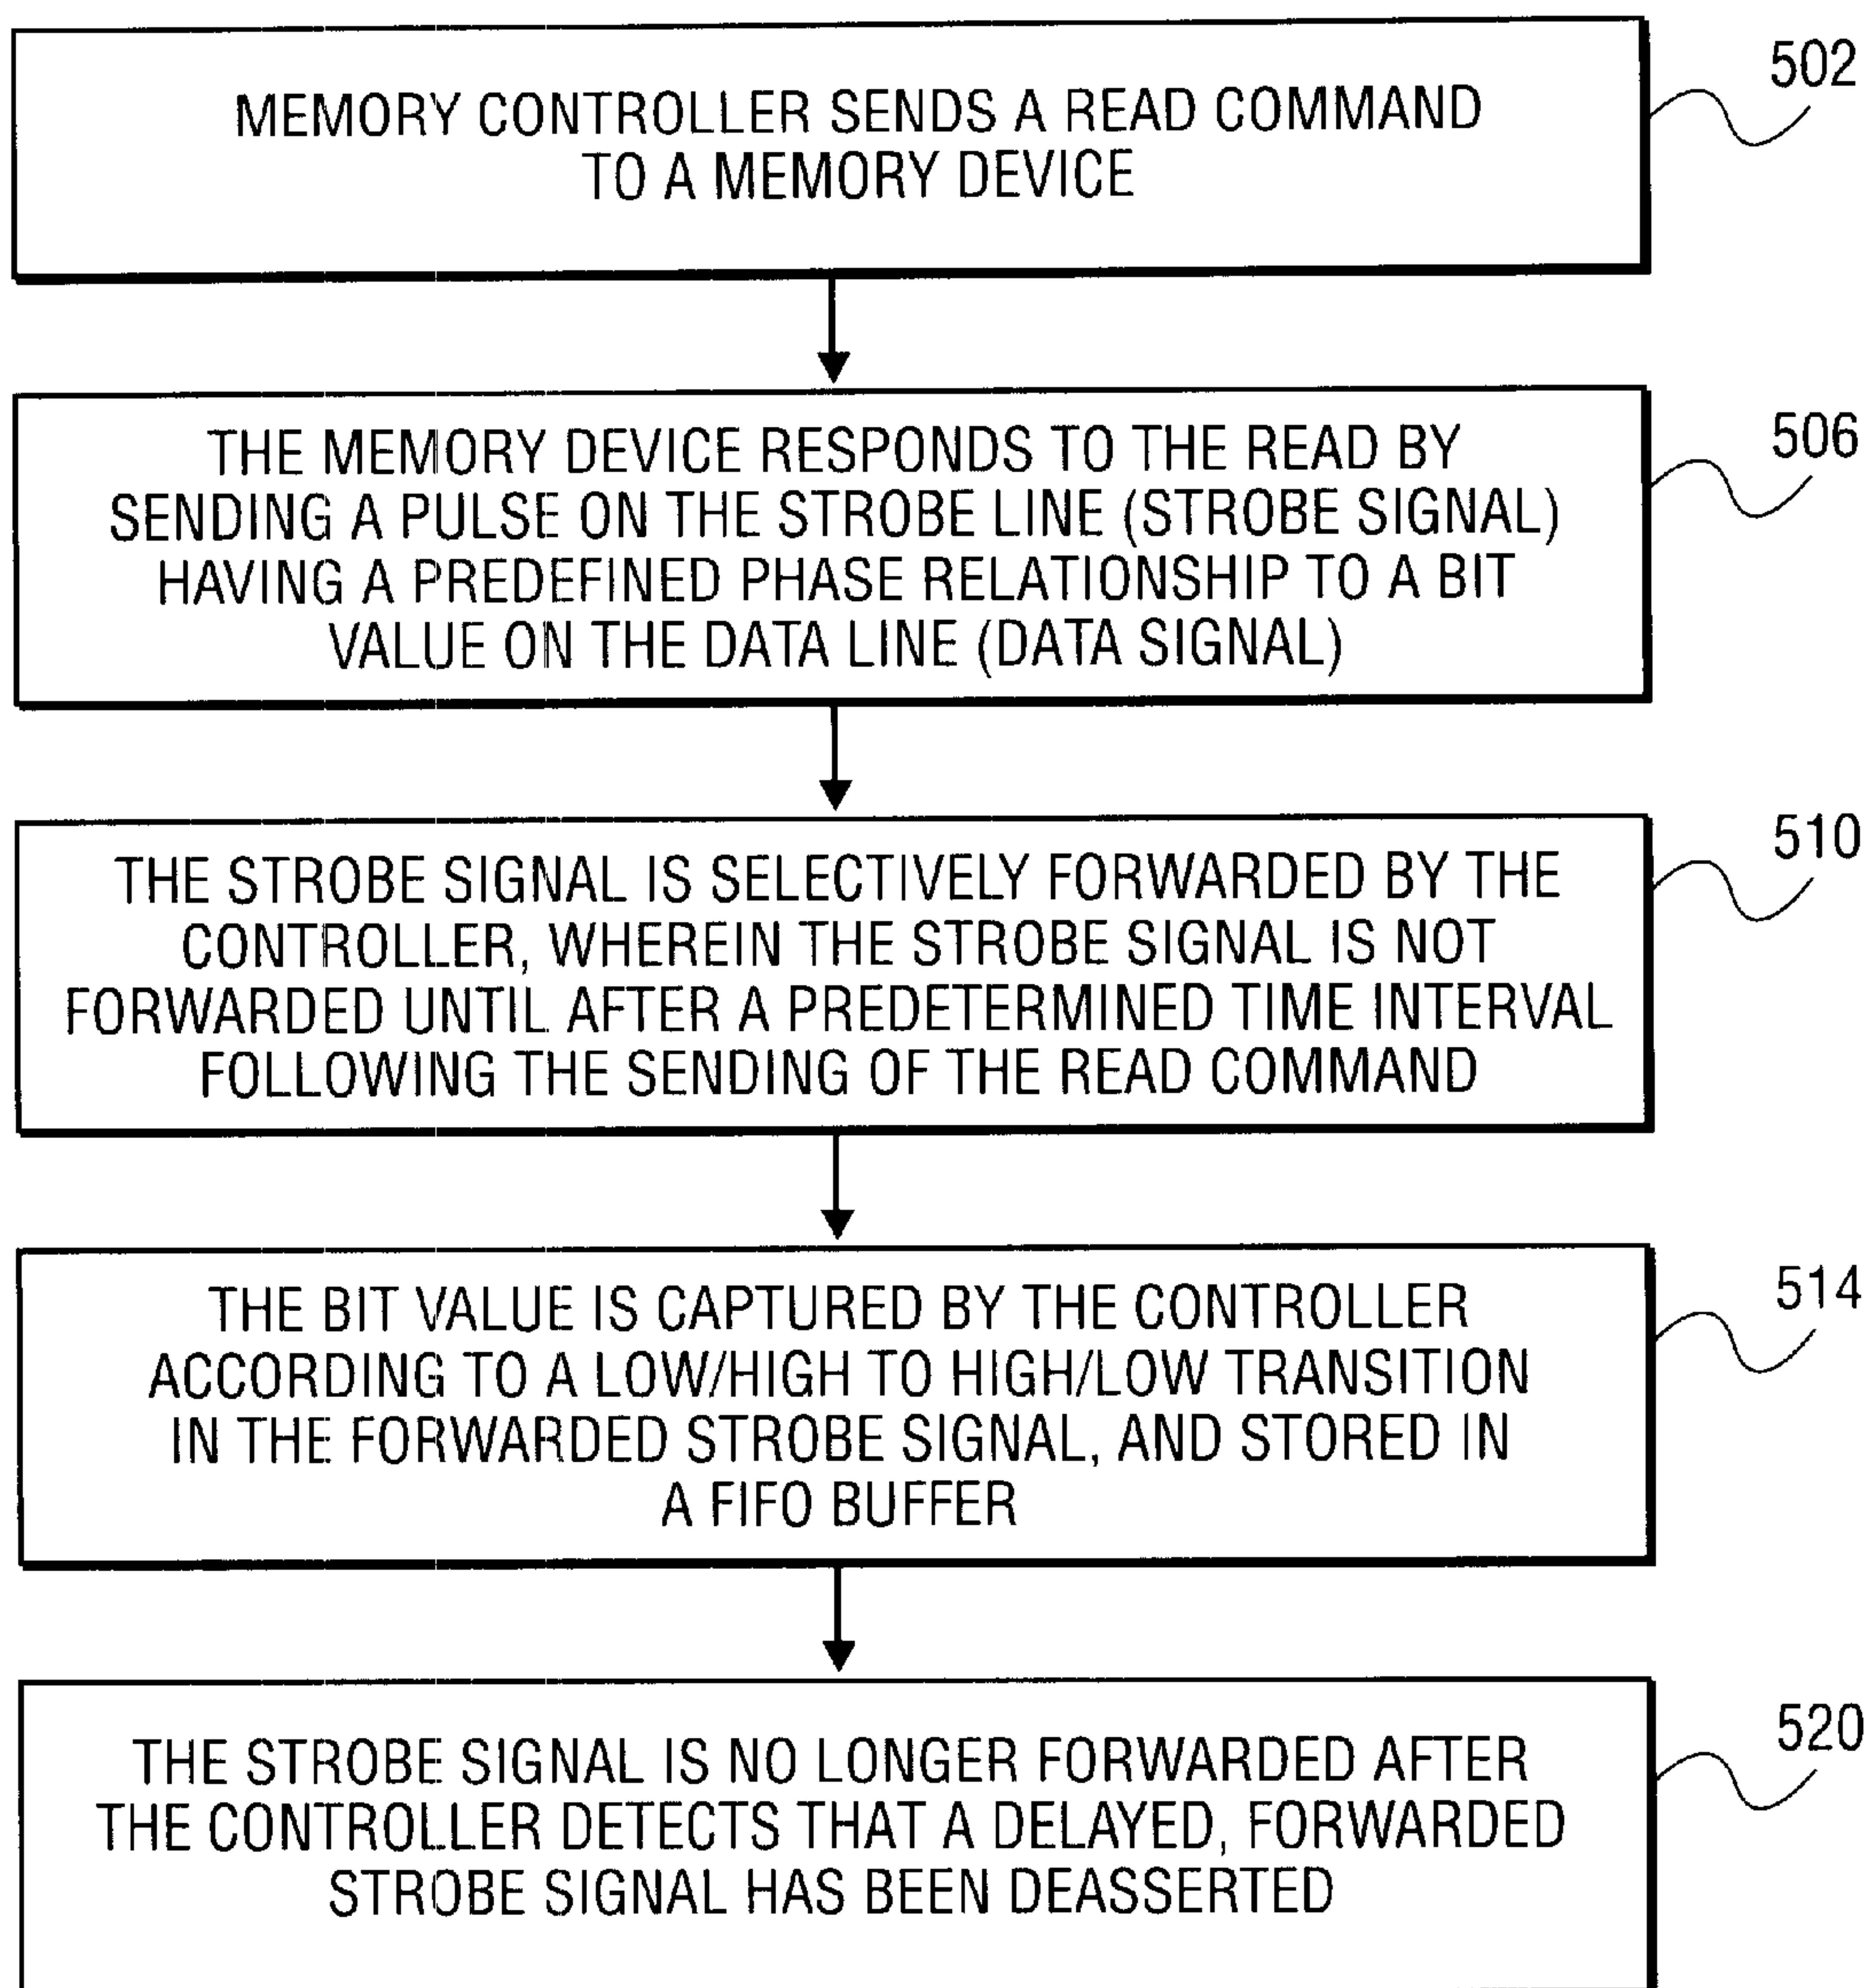 502
MEMORY CONTROLLER SENDS A READ COMMAND
TO A MEMORY DEVICE
506
THE MEMORY DEVICE RESPONDS TO THE READ BY
SENDING A PULSE ON THE STROBE LINE (STROBE SIGNAL)
HAVING A PREDEFINED PHASE RELATIONSHIP TO A BIT
VALUE ON THE DATA LINE (DATA SIGNAL)
510
THE STROBE SIGNAL IS SELECTIVELY FORWARDED BY THE
CONTROLLER, WHEREIN THE STROBE SIGNAL IS NOT
FORWARDED UNTIL AFTER A PREDETERMINED TIME INTERVAL
FOLLOWING THE SENDING OF THE READ COMMAND
514
THE BIT VALUE IS CAPTURED BY THE CONTROLLER
ACCORDING TO A LOW/HIGH TO HIGH/LOW TRANSITION
IN THE FORWARDED STROBE SIGNAL, AND STORED IN
A FIFO BUFFER
520
THE STROBE SIGNAL IS NO LONGER FORWARDED AFTER
THE CONTROLLER DETECTS THAT A DELAYED, FORWARDED
STROBE SIGNAL HAS BEEN DEASSERTED